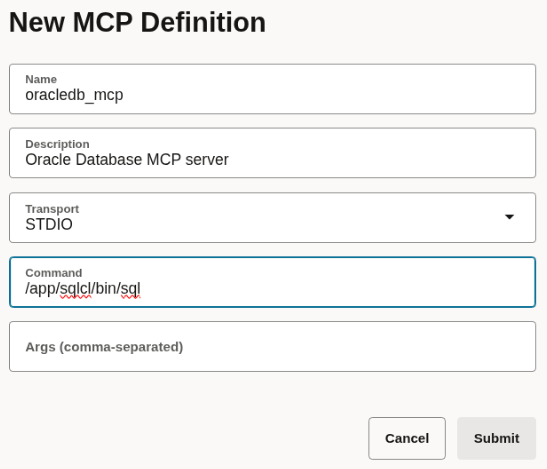 New MCP Definition
Name
oracledb_mcp
Description
Oracle Database MCP server
Transport
STDIO
Command
/app/sqlcl/bin/sql
Args (comma-separated)
Cancel Submit